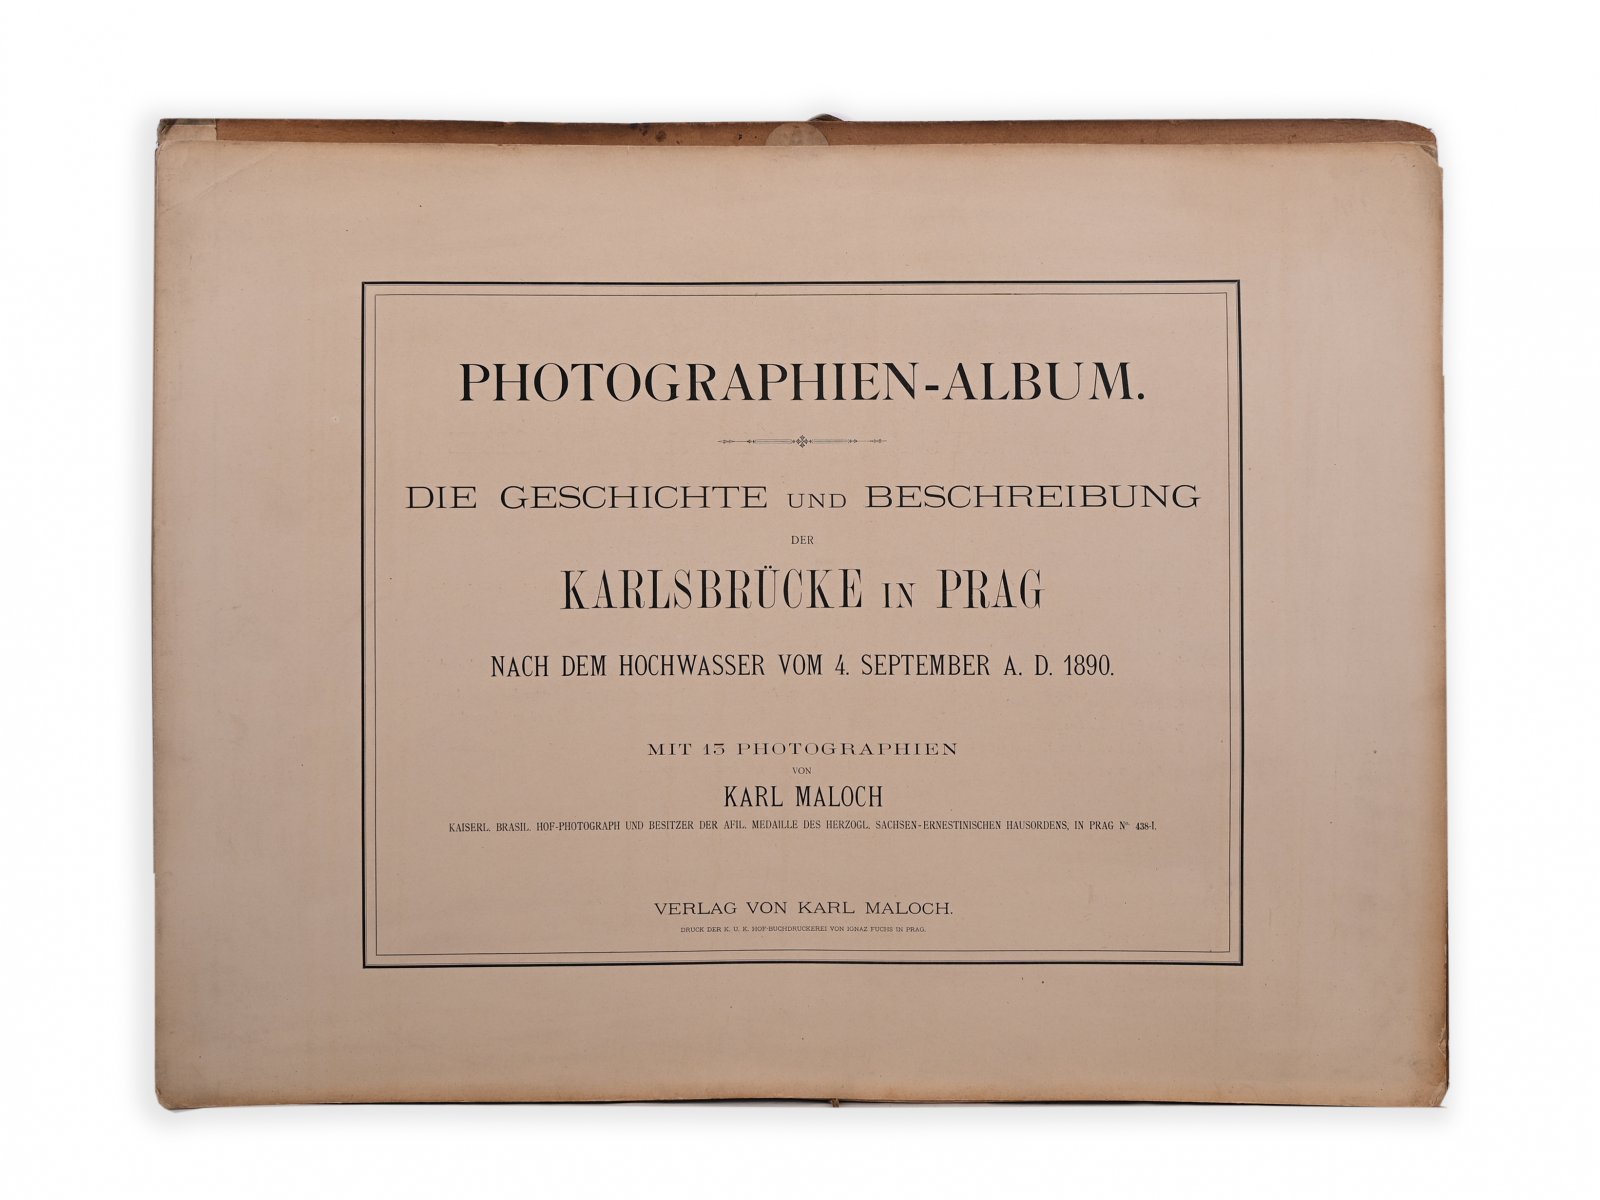 PHOTOGRAPHIEN-ALBUM.
DIE GESCHICHTE UND BESCHREIBUNG
DER
KARLSBRÜCKE IN PRAG
NACH DEM HOCHWASSER VOM 4. SEPTEMBER A. D. 1890.
MIT 13 PHOTOGRAPHIEN
VON
KARL MALOCH
KAISERL. BRASIL. HOF-PHOTOGRAPH UND BESITZER DER AFIL. MEDAILLE DES HERZOGL. SACHSEN-ERNESTINISCHEN HAUSORDENS, IN PRAG No. 438-I.
VERLAG VON KARL MALOCH.
DRUCK DER K. U. K. HOF-BUCHDRUCKEREI VON IGNAZ FUCHS IN PRAG.